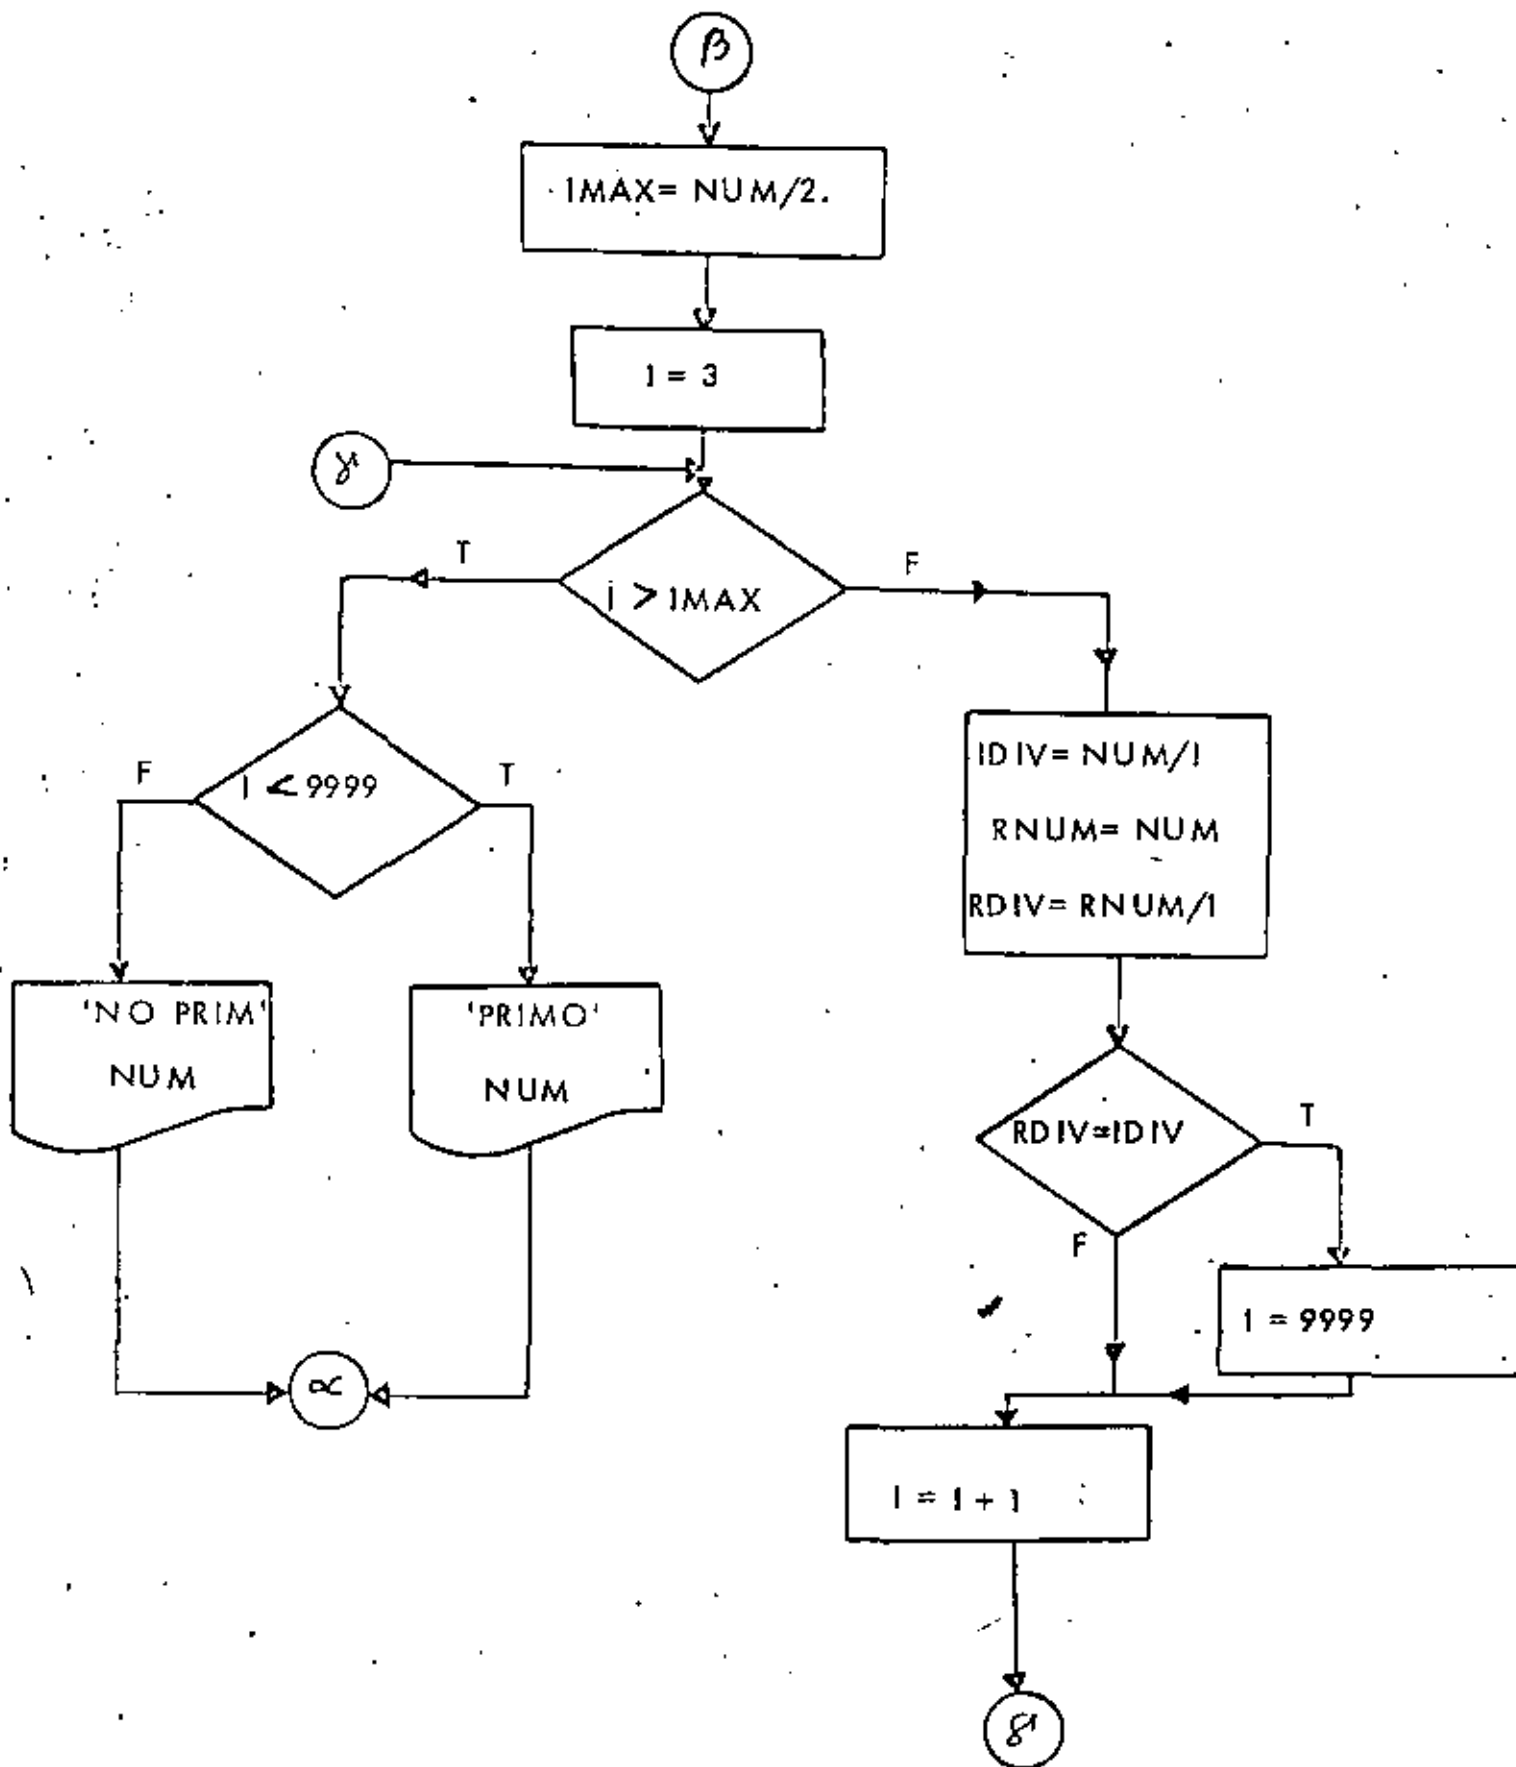 β
IMAX= NUM/2.
I = 3
γ
T
F
i > IMAX
F
I < 9999
T
IDIV= NUM/I
RNUM= NUM
RDIV= RNUM/I
'NO PRIM'
NUM
'PRIMO'
NUM
RDIV=IDIV
T
F
I = 9999
∝
I = I + 1
γ